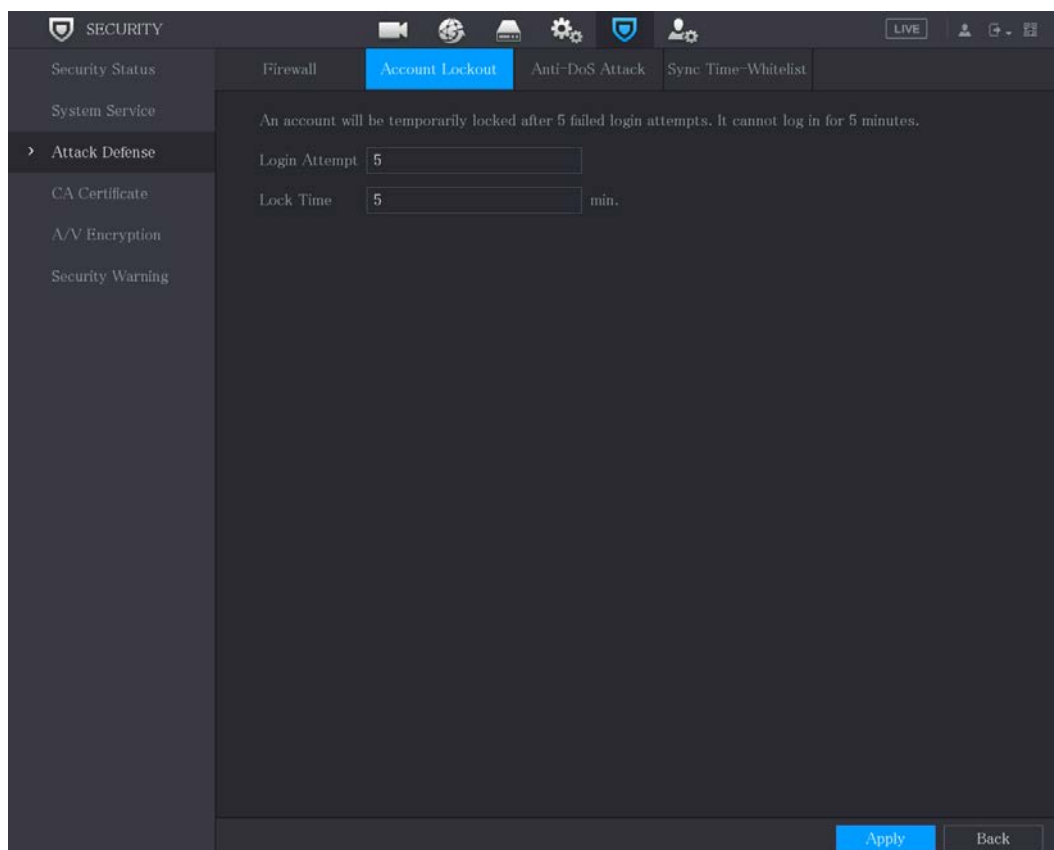 SECURITY
LIVE
Security Status
System Service
Attack Defense
CA Certificate
A/V Encryption
Security Warning
Firewall Account Lockout Anti-DoS Attack Sync Time-Whitelist
An account will be temporarily locked after 5 failed login attempts. It cannot log in for 5 minutes.
Login Attempt 5
Lock Time 5 min.
Apply Back